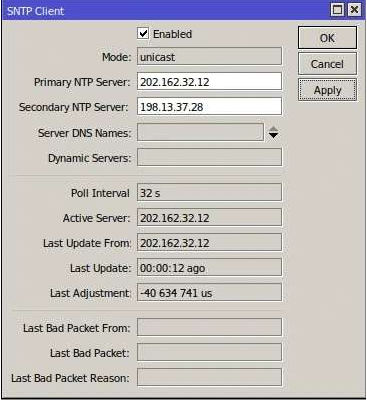 SNTP Client
Enabled
OK
Mode: unicast
Cancel
Primary NTP Server: 202.162.32.12
Apply
Secondary NTP Server: 198.13.37.28
Server DNS Names:
Dynamic Servers:
Poll Interval 32 s
Active Server: 202.162.32.12
Last Update From: 202.162.32.12
Last Update: 00:00:12 ago
Last Adjustment: -40 634 741 us
Last Bad Packet From:
Last Bad Packet:
Last Bad Packet Reason: